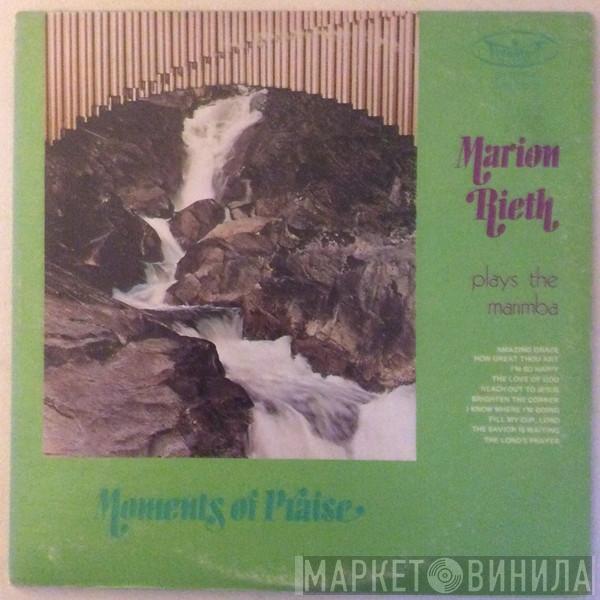 Marion
Rieth
plays the
marimba
AMAZING GRACE
HOW GREAT THOU ART
I'M SO HAPPY
THE LOVE OF GOD
REACH OUT TO JESUS
BRIGHTEN THE CORNER
I KNOW WHERE I'M GOING
FILL MY CUP, LORD
THE SAVIOR IS WAITING
THE LORD'S PRAYER
Moments of Praise
МАРКЕТ ВИНИЛА